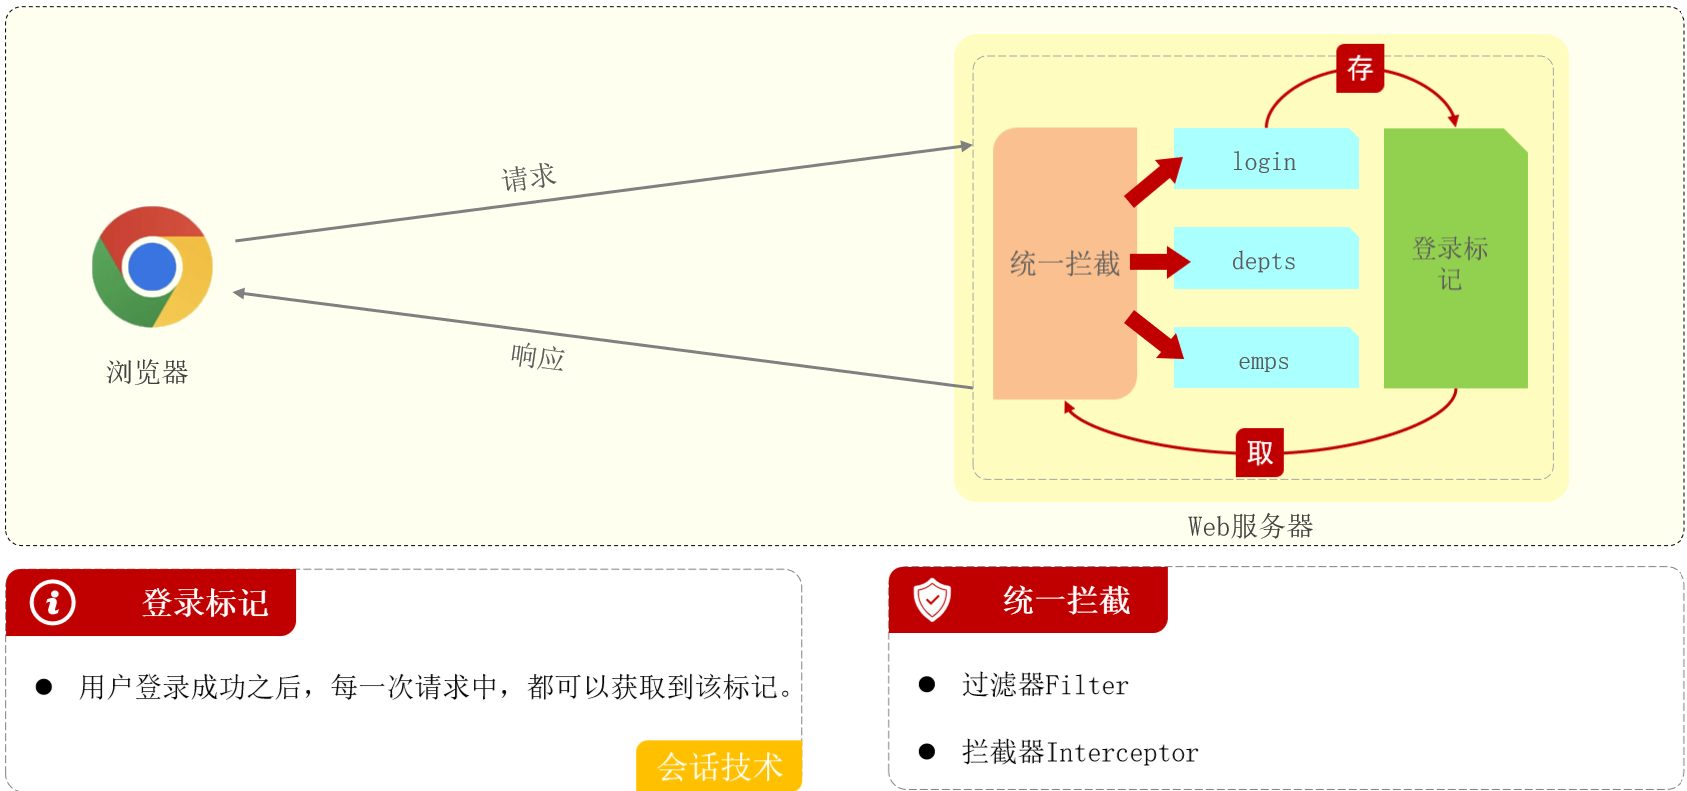 存
请求
login
统一拦截
depts
登录标
记
响应
emps
浏览器
取
Web服务器
登录标记
用户登录成功之后，每一次请求中，都可以获取到该标记。
会话技术
统一拦截
过滤器Filter
拦截器Interceptor